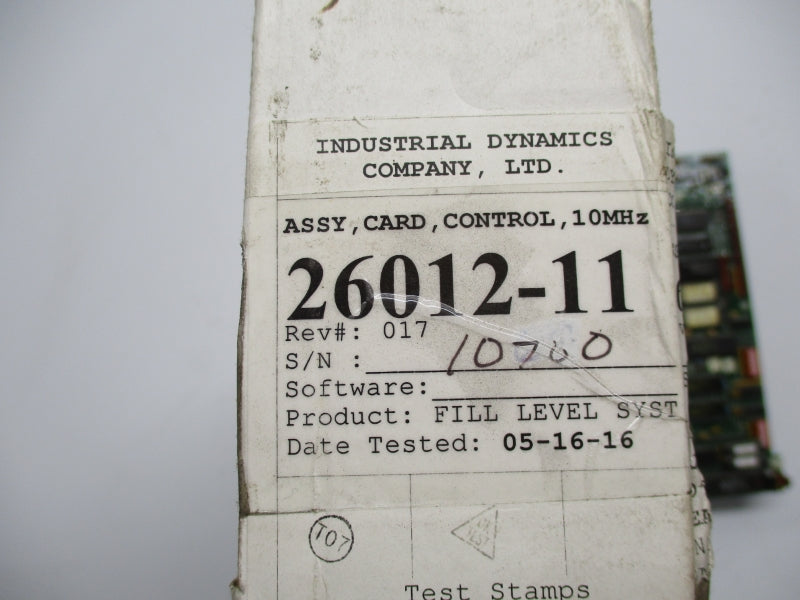 INDUSTRIAL DYNAMICS
COMPANY, LTD.
ASSY,CARD,CONTROL,10MHz
26012-11
Rev#: 017
S/N :
Software:
Product: FILL LEVEL SYST
Date Tested: 05-16-16
T07
Test Stamps